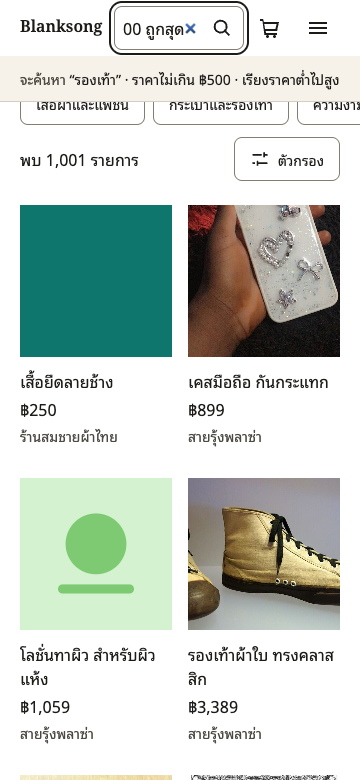 Blanksong
00 ถูกสุด
จะค้นหา “รองเท้า” · ราคาไม่เกิน ฿500 · เรียงราคาต่ำไปสูง
เสื้อผ้าและแฟชั่น
กระเป๋าและรองเท้า
พบ 1,001 รายการ
ตัวกรอง
เสื้อยืดลายช้าง
฿250
ร้านสมชายผ้าไทย
เคสมือถือ กันกระแทก
฿899
สายรุ้งพลาซ่า
โลชั่นทาผิว สำหรับผิว
แห้ง
฿1,059
สายรุ้งพลาซ่า
รองเท้าผ้าใบ ทรงคลาส
สิก
฿3,389
สายรุ้งพลาซ่า